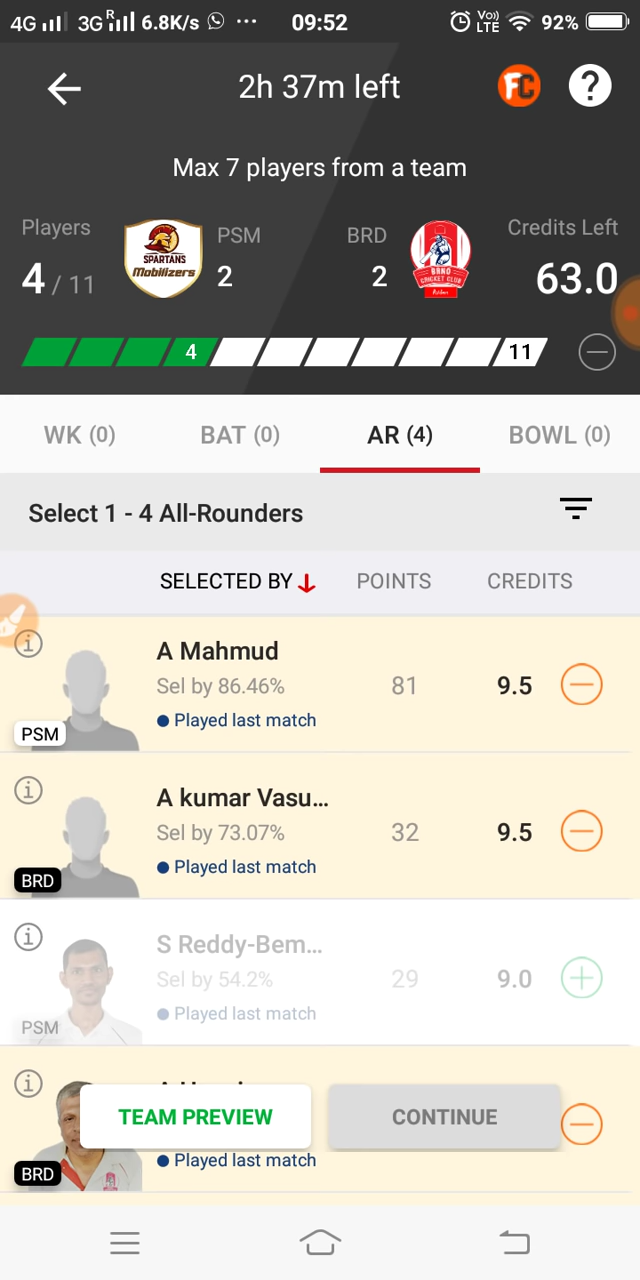 4G 3G R 6.8K/s ... 09:52 Vo) LTE 92%
2h 37m left FC ?
Max 7 players from a team
Players PSM BRD Credits Left
4 / 11 2 2 63.0
SPARTANS
Mobilizers
BRNO
CRICKET CLUB
4 11
WK (0) BAT (0) AR (4) BOWL (0)
Select 1 - 4 All-Rounders
SELECTED BY POINTS CREDITS
A Mahmud
Sel by 86.46% 81 9.5
Played last match
PSM
A kumar Vasu...
Sel by 73.07% 32 9.5
Played last match
BRD
S Reddy-Bem...
Sel by 54.2% 29 9.0
Played last match
PSM
TEAM PREVIEW CONTINUE
Played last match
BRD